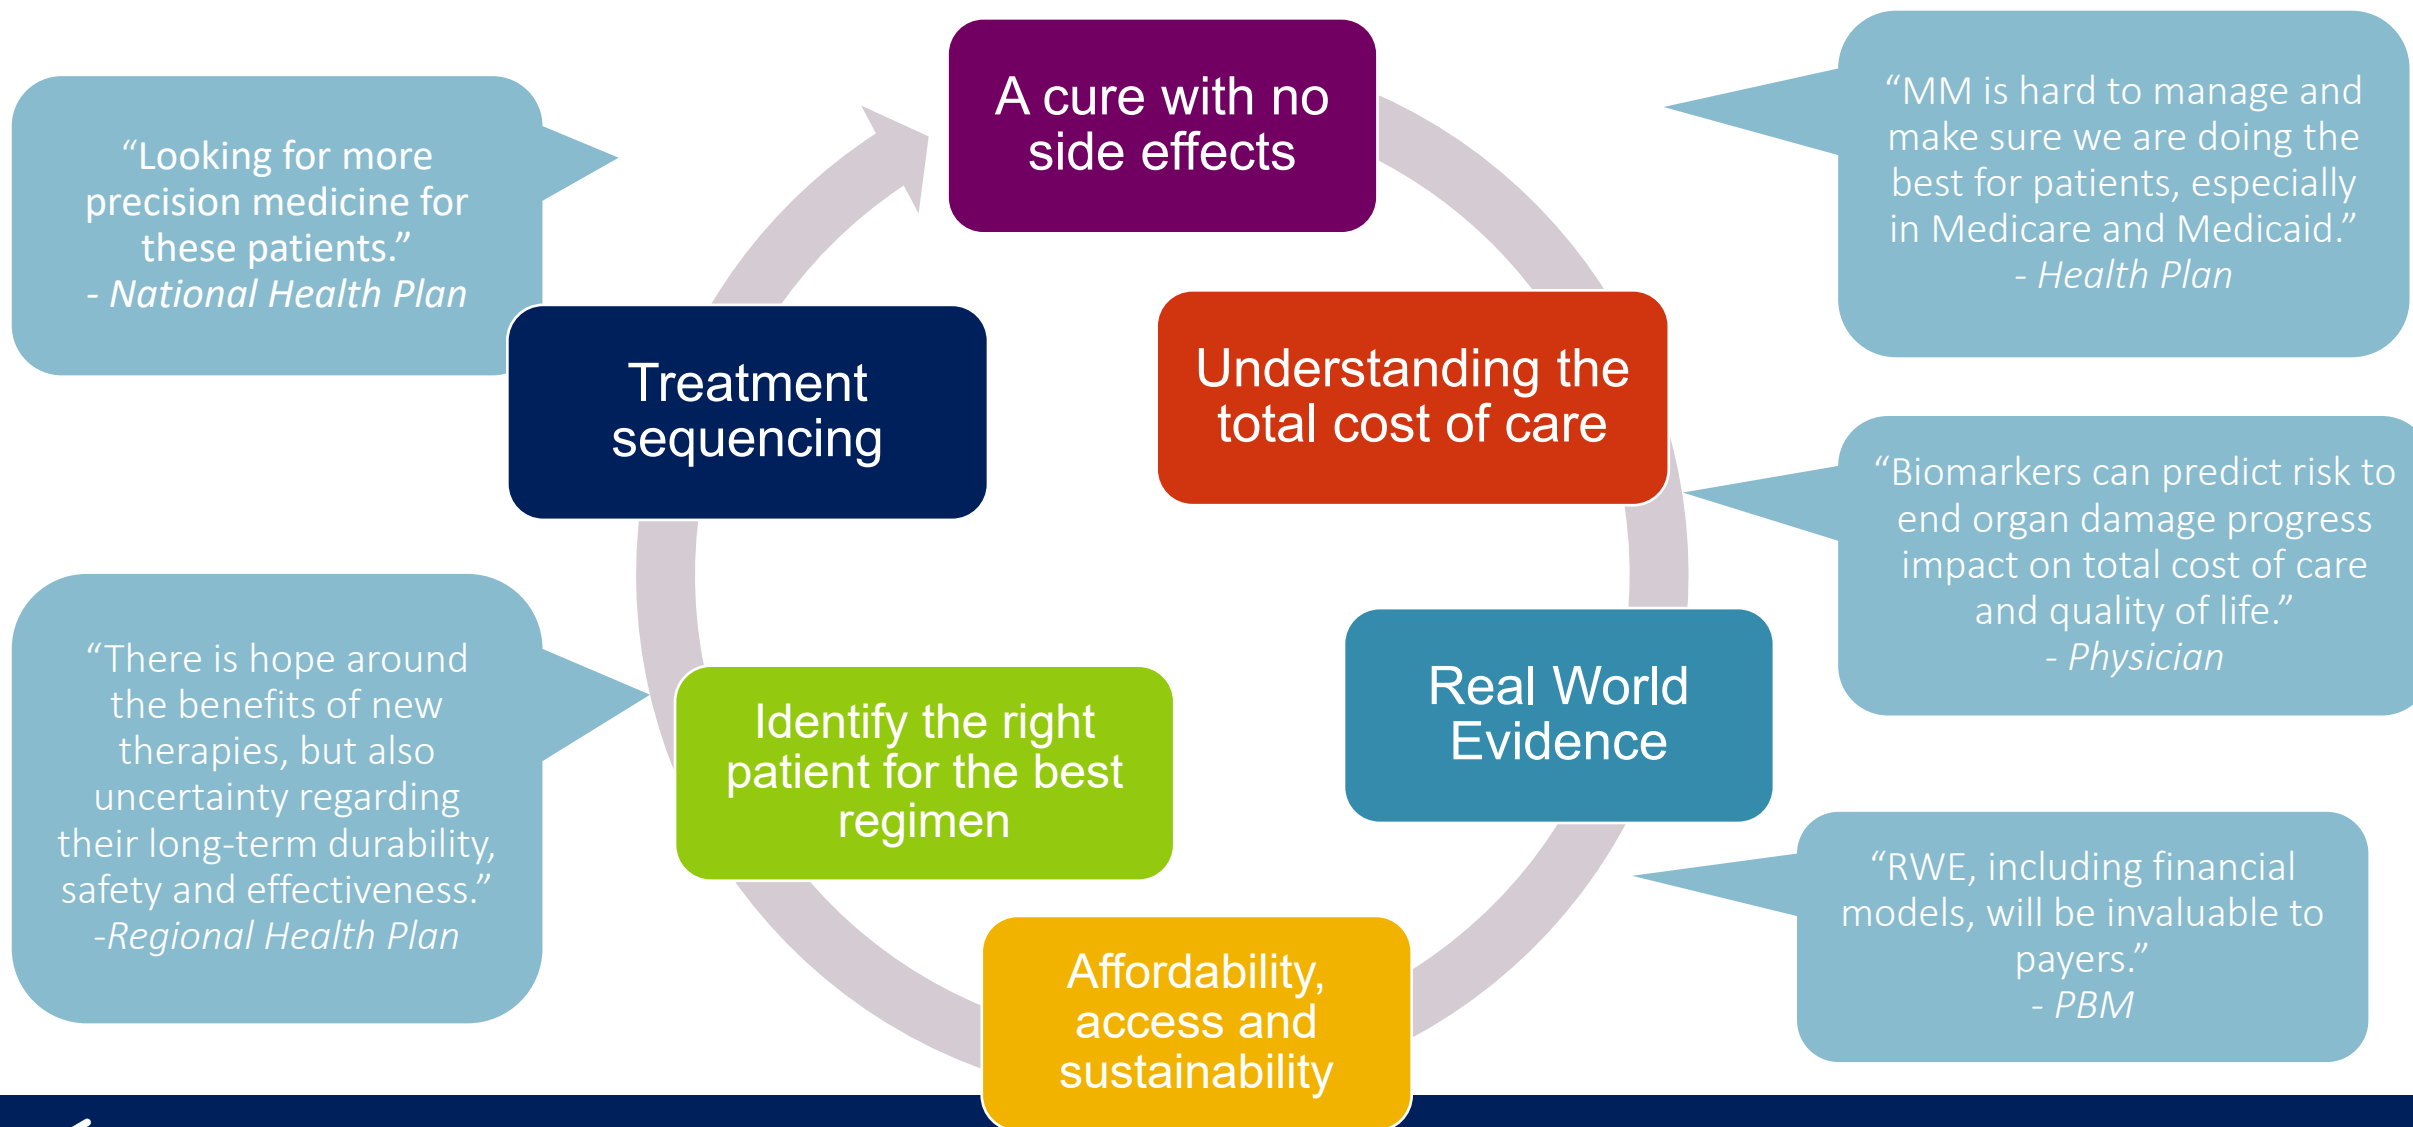 A cure with no
side effects
“MM is hard to manage and
make sure we are doing the
best for patients, especially
in Medicare and Medicaid.”
- Health Plan
“Looking for more
precision medicine for
these patients.”
- National Health Plan
Understanding the
total cost of care
Treatment
sequencing
“Biomarkers can predict risk to
end organ damage progress
impact on total cost of care
and quality of life.”
- Physician
Real World
Evidence
“There is hope around
the benefits of new
therapies, but also
uncertainty regarding
their long-term durability,
safety and effectiveness.”
-Regional Health Plan
Identify the right
patient for the best
regimen
“RWE, including financial
models, will be invaluable to
payers.”
- PBM
Affordability,
access and
sustainability